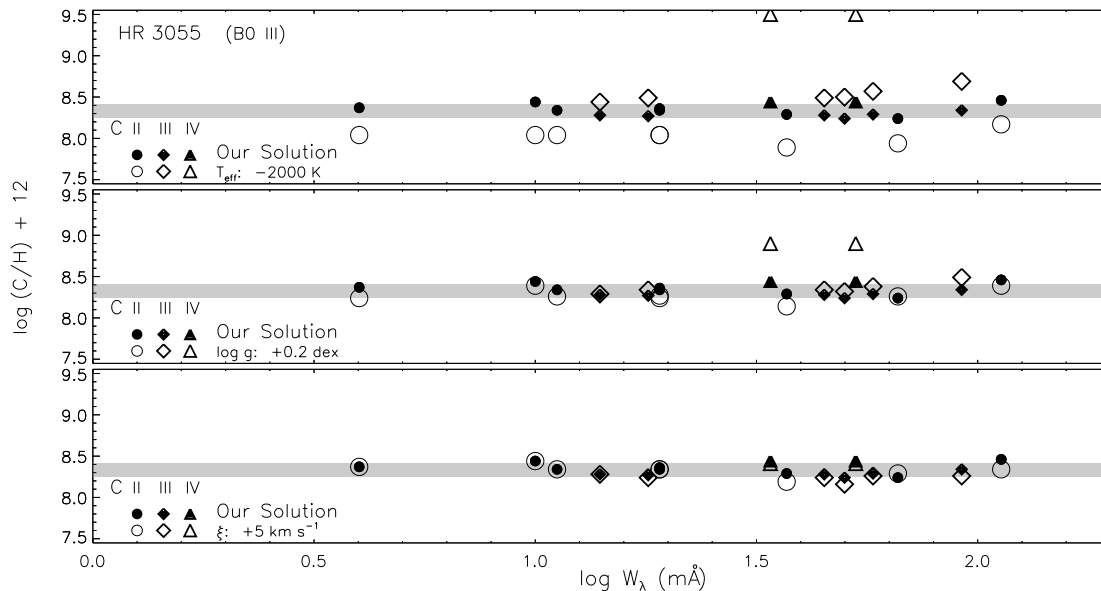 HR 3055 (B0 III)
9.5
9.0
8.5
8.0
7.5
C II III IV
Our Solution
T_eff: −2000 K
9.5
9.0
8.5
8.0
7.5
C II III IV
Our Solution
log g: +0.2 dex
9.5
9.0
8.5
8.0
7.5
C II III IV
Our Solution
ξ: +5 km s⁻¹
log (C/H) + 12
0.0 0.5 1.0 1.5 2.0
log W_λ (mÅ)